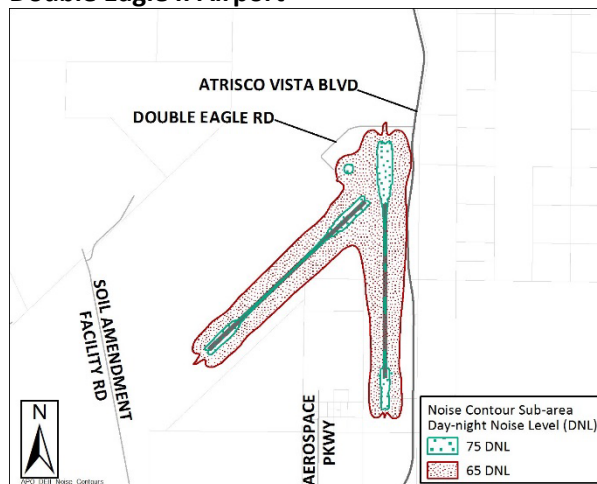 Double Eagle II Airport
ATRISCO VISTA BLVD
DOUBLE EAGLE RD
SOIL AMENDMENT
FACILITY RD
AEROSPACE
PKWY
N
APO_DEII_Noise_Contours
Noise Contour Sub-area
Day-night Noise Level (DNL)
75 DNL
65 DNL